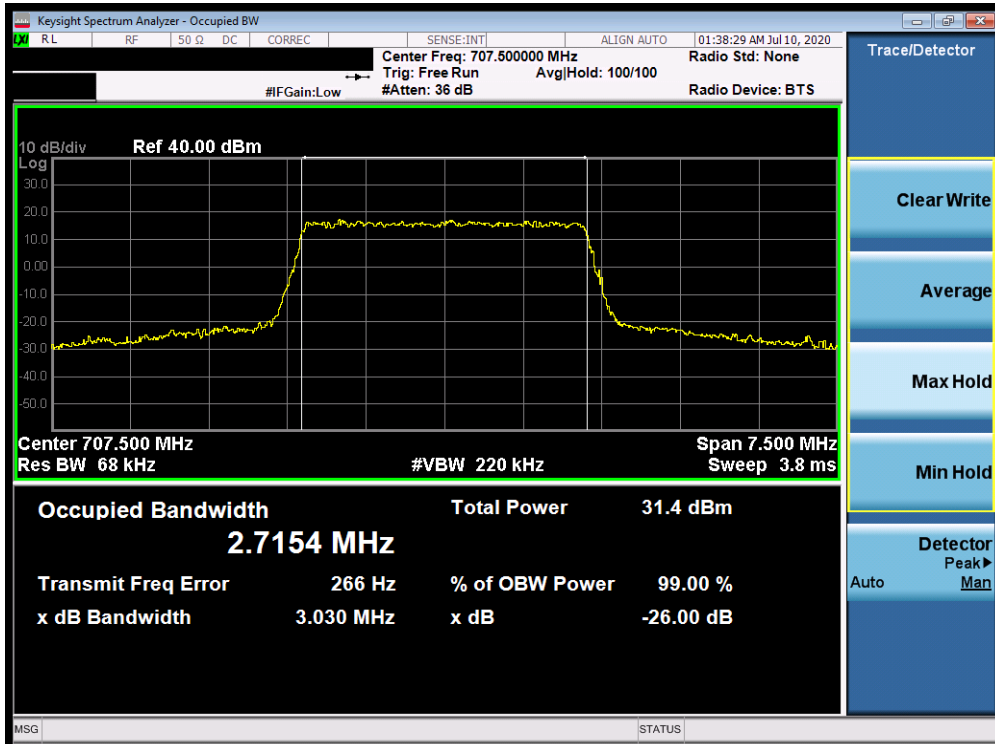 Keysight Spectrum Analyzer - Occupied BW
LXI RL RF 50 Ω DC CORREC SENSE:INT ALIGN AUTO 01:38:29 AM Jul 10, 2020
Center Freq: 707.500000 MHz Radio Std: None
Trig: Free Run Avg|Hold: 100/100
#IFGain:Low #Atten: 36 dB Radio Device: BTS
Trace/Detector
10 dB/div Ref 40.00 dBm
Log
30.0
20.0
10.0
0.00
-10.0
-20.0
-30.0
-40.0
-50.0
Center 707.500 MHz Span 7.500 MHz
Res BW 68 kHz #VBW 220 kHz Sweep 3.8 ms
Occupied Bandwidth Total Power 31.4 dBm
2.7154 MHz
Transmit Freq Error 266 Hz % of OBW Power 99.00 %
x dB Bandwidth 3.030 MHz x dB -26.00 dB
Clear Write
Average
Max Hold
Min Hold
Detector
Peak▶
Auto Man
MSG STATUS